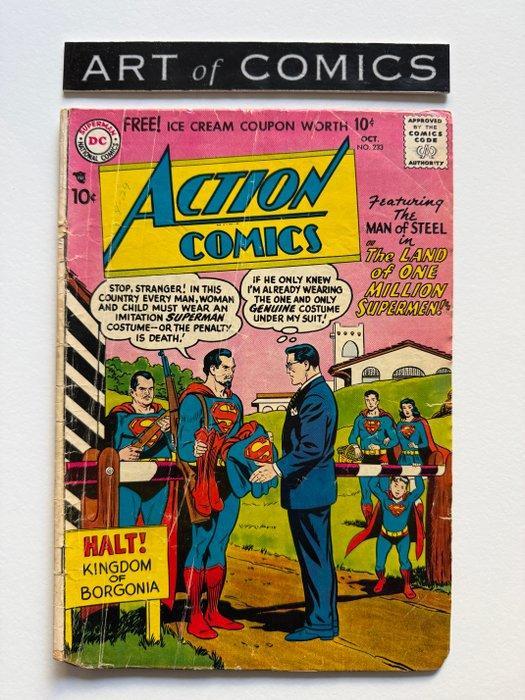 ART of COMICS
FREE! ICE CREAM COUPON WORTH 10¢
OCT.
NO. 233
APPROVED
BY THE
COMICS
CODE
AUTHORITY
SUPERMAN
DC
NATIONAL COMICS
10¢
ACTION
COMICS
Featuring
The
MAN OF STEEL
in
"The LAND
of ONE
MILLION
SUPERMEN!"
STOP, STRANGER! IN THIS
COUNTRY EVERY MAN, WOMAN
AND CHILD MUST WEAR AN
IMITATION SUPERMAN
COSTUME--OR THE PENALTY
IS DEATH!
IF HE ONLY KNEW
I'M ALREADY WEARING
THE ONE AND ONLY
GENUINE COSTUME
UNDER MY SUIT!
HALT!
KINGDOM
OF
BORGONIA